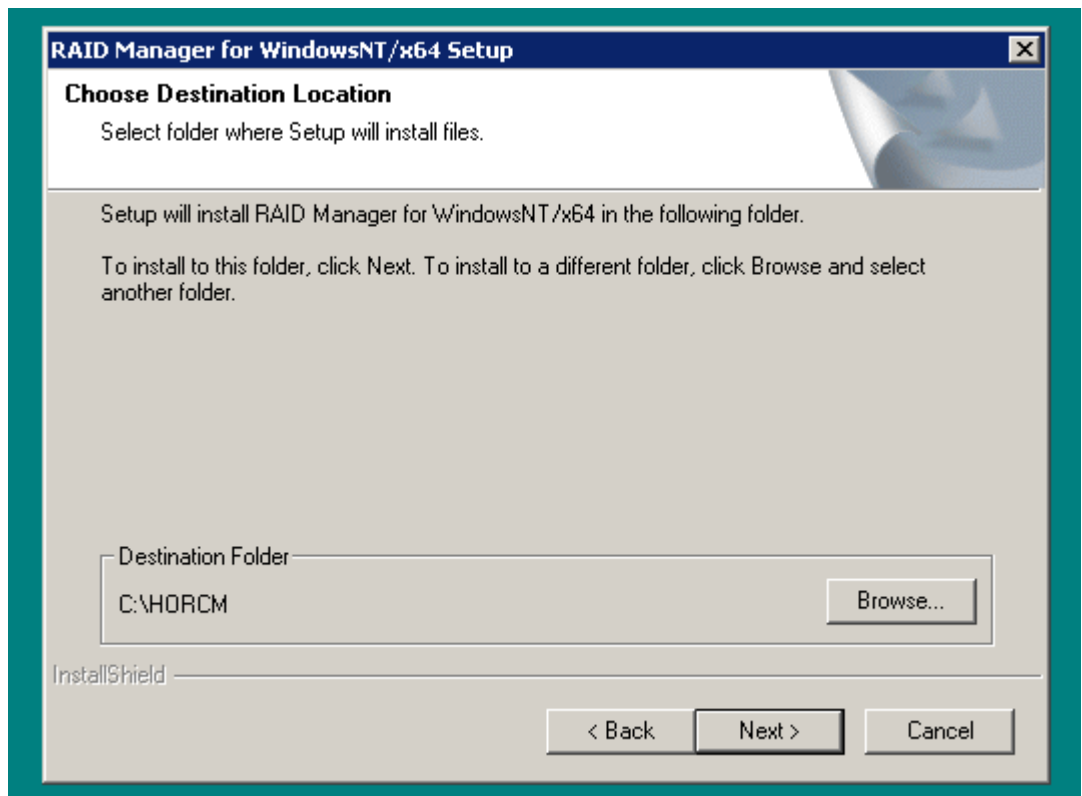 RAID Manager for WindowsNT/x64 Setup
Choose Destination Location
Select folder where Setup will install files.
Setup will install RAID Manager for WindowsNT/x64 in the following folder.
To install to this folder, click Next. To install to a different folder, click Browse and select
another folder.
Destination Folder
C:\HORCM
Browse...
InstallShield
< Back
Next >
Cancel